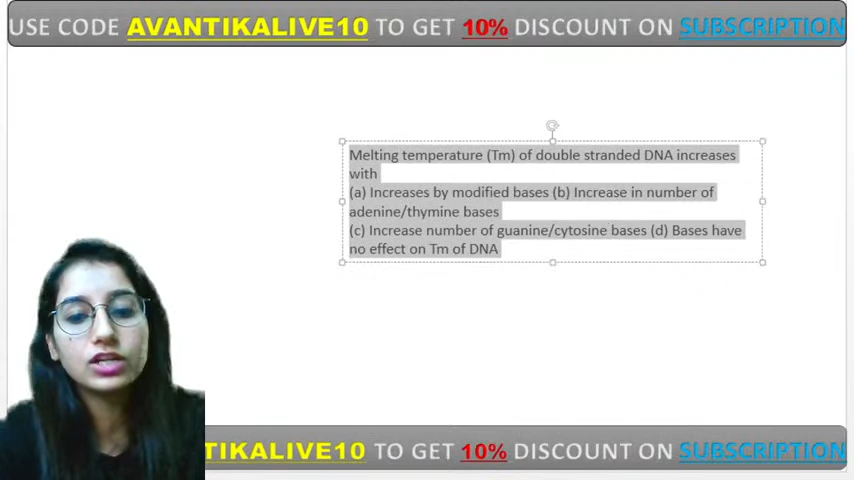 USE CODE AVANTIKALIVE10 TO GET 10% DISCOUNT ON SUBSCRIPTION
Melting temperature (Tm) of double stranded DNA increases
with
(a) Increases by modified bases (b) Increase in number of
adenine/thymine bases
(c) Increase number of guanine/cytosine bases (d) Bases have
no effect on Tm of DNA
TIKALIVE10 TO GET 10% DISCOUNT ON SUBSCRIPTION